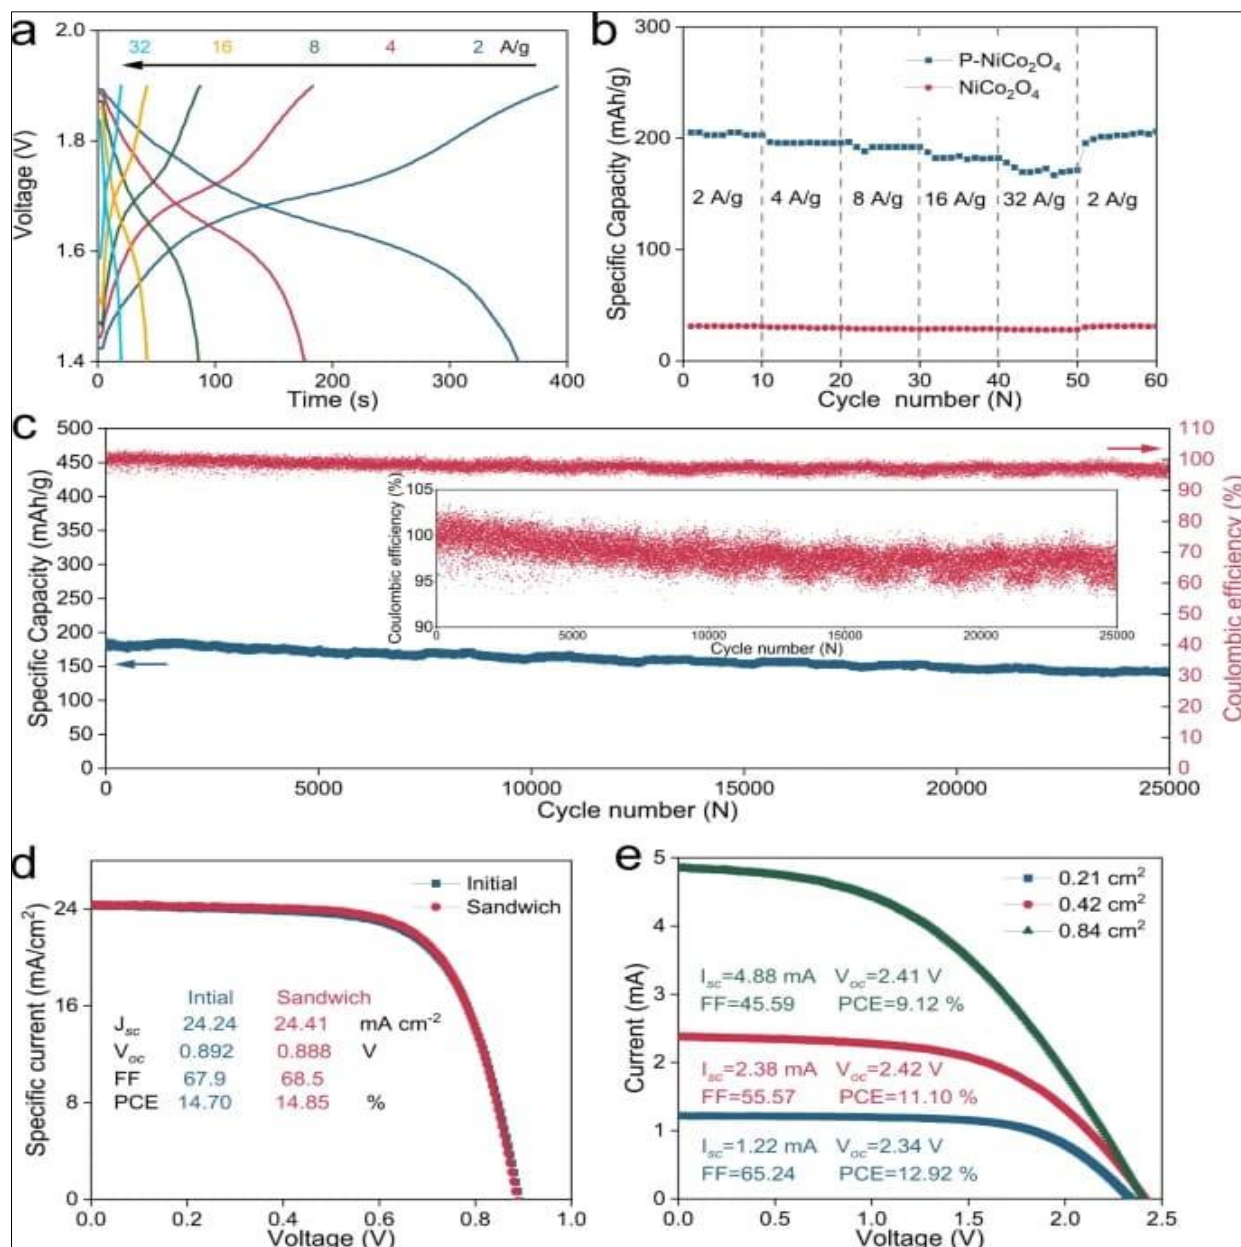 a
2.0
32 16 8 4 2 A/g
1.8
1.6
1.4
Voltage (V)
0 100 200 300 400
Time (s)
b
300
200
100
0
Specific Capacity (mAh/g)
P-NiCo₂O₄
NiCo₂O₄
2 A/g 4 A/g 8 A/g 16 A/g 32 A/g 2 A/g
0 10 20 30 40 50 60
Cycle number (N)
c
500
450
400
350
300
250
200
150
100
50
0
Specific Capacity (mAh/g)
110
100
90
80
70
60
50
40
30
20
10
0
Coulombic efficiency (%)
105
100
95
90
Coulombic efficiency (%)
0 5000 10000 15000 20000 25000
Cycle number (N)
0 5000 10000 15000 20000 25000
Cycle number (N)
d
24
16
8
0
Specific current (mA/cm²)
Initial
Sandwich
Intial Sandwich
J_sc 24.24 24.41 mA cm⁻²
V_oc 0.892 0.888 V
FF 67.9 68.5
PCE 14.70 14.85 %
0.0 0.2 0.4 0.6 0.8 1.0
Voltage (V)
e
5
4
3
2
1
0
Current (mA)
0.21 cm²
0.42 cm²
0.84 cm²
I_sc=4.88 mA V_oc=2.41 V
FF=45.59 PCE=9.12 %
I_sc=2.38 mA V_oc=2.42 V
FF=55.57 PCE=11.10 %
I_sc=1.22 mA V_oc=2.34 V
FF=65.24 PCE=12.92 %
0.0 0.5 1.0 1.5 2.0 2.5
Voltage (V)